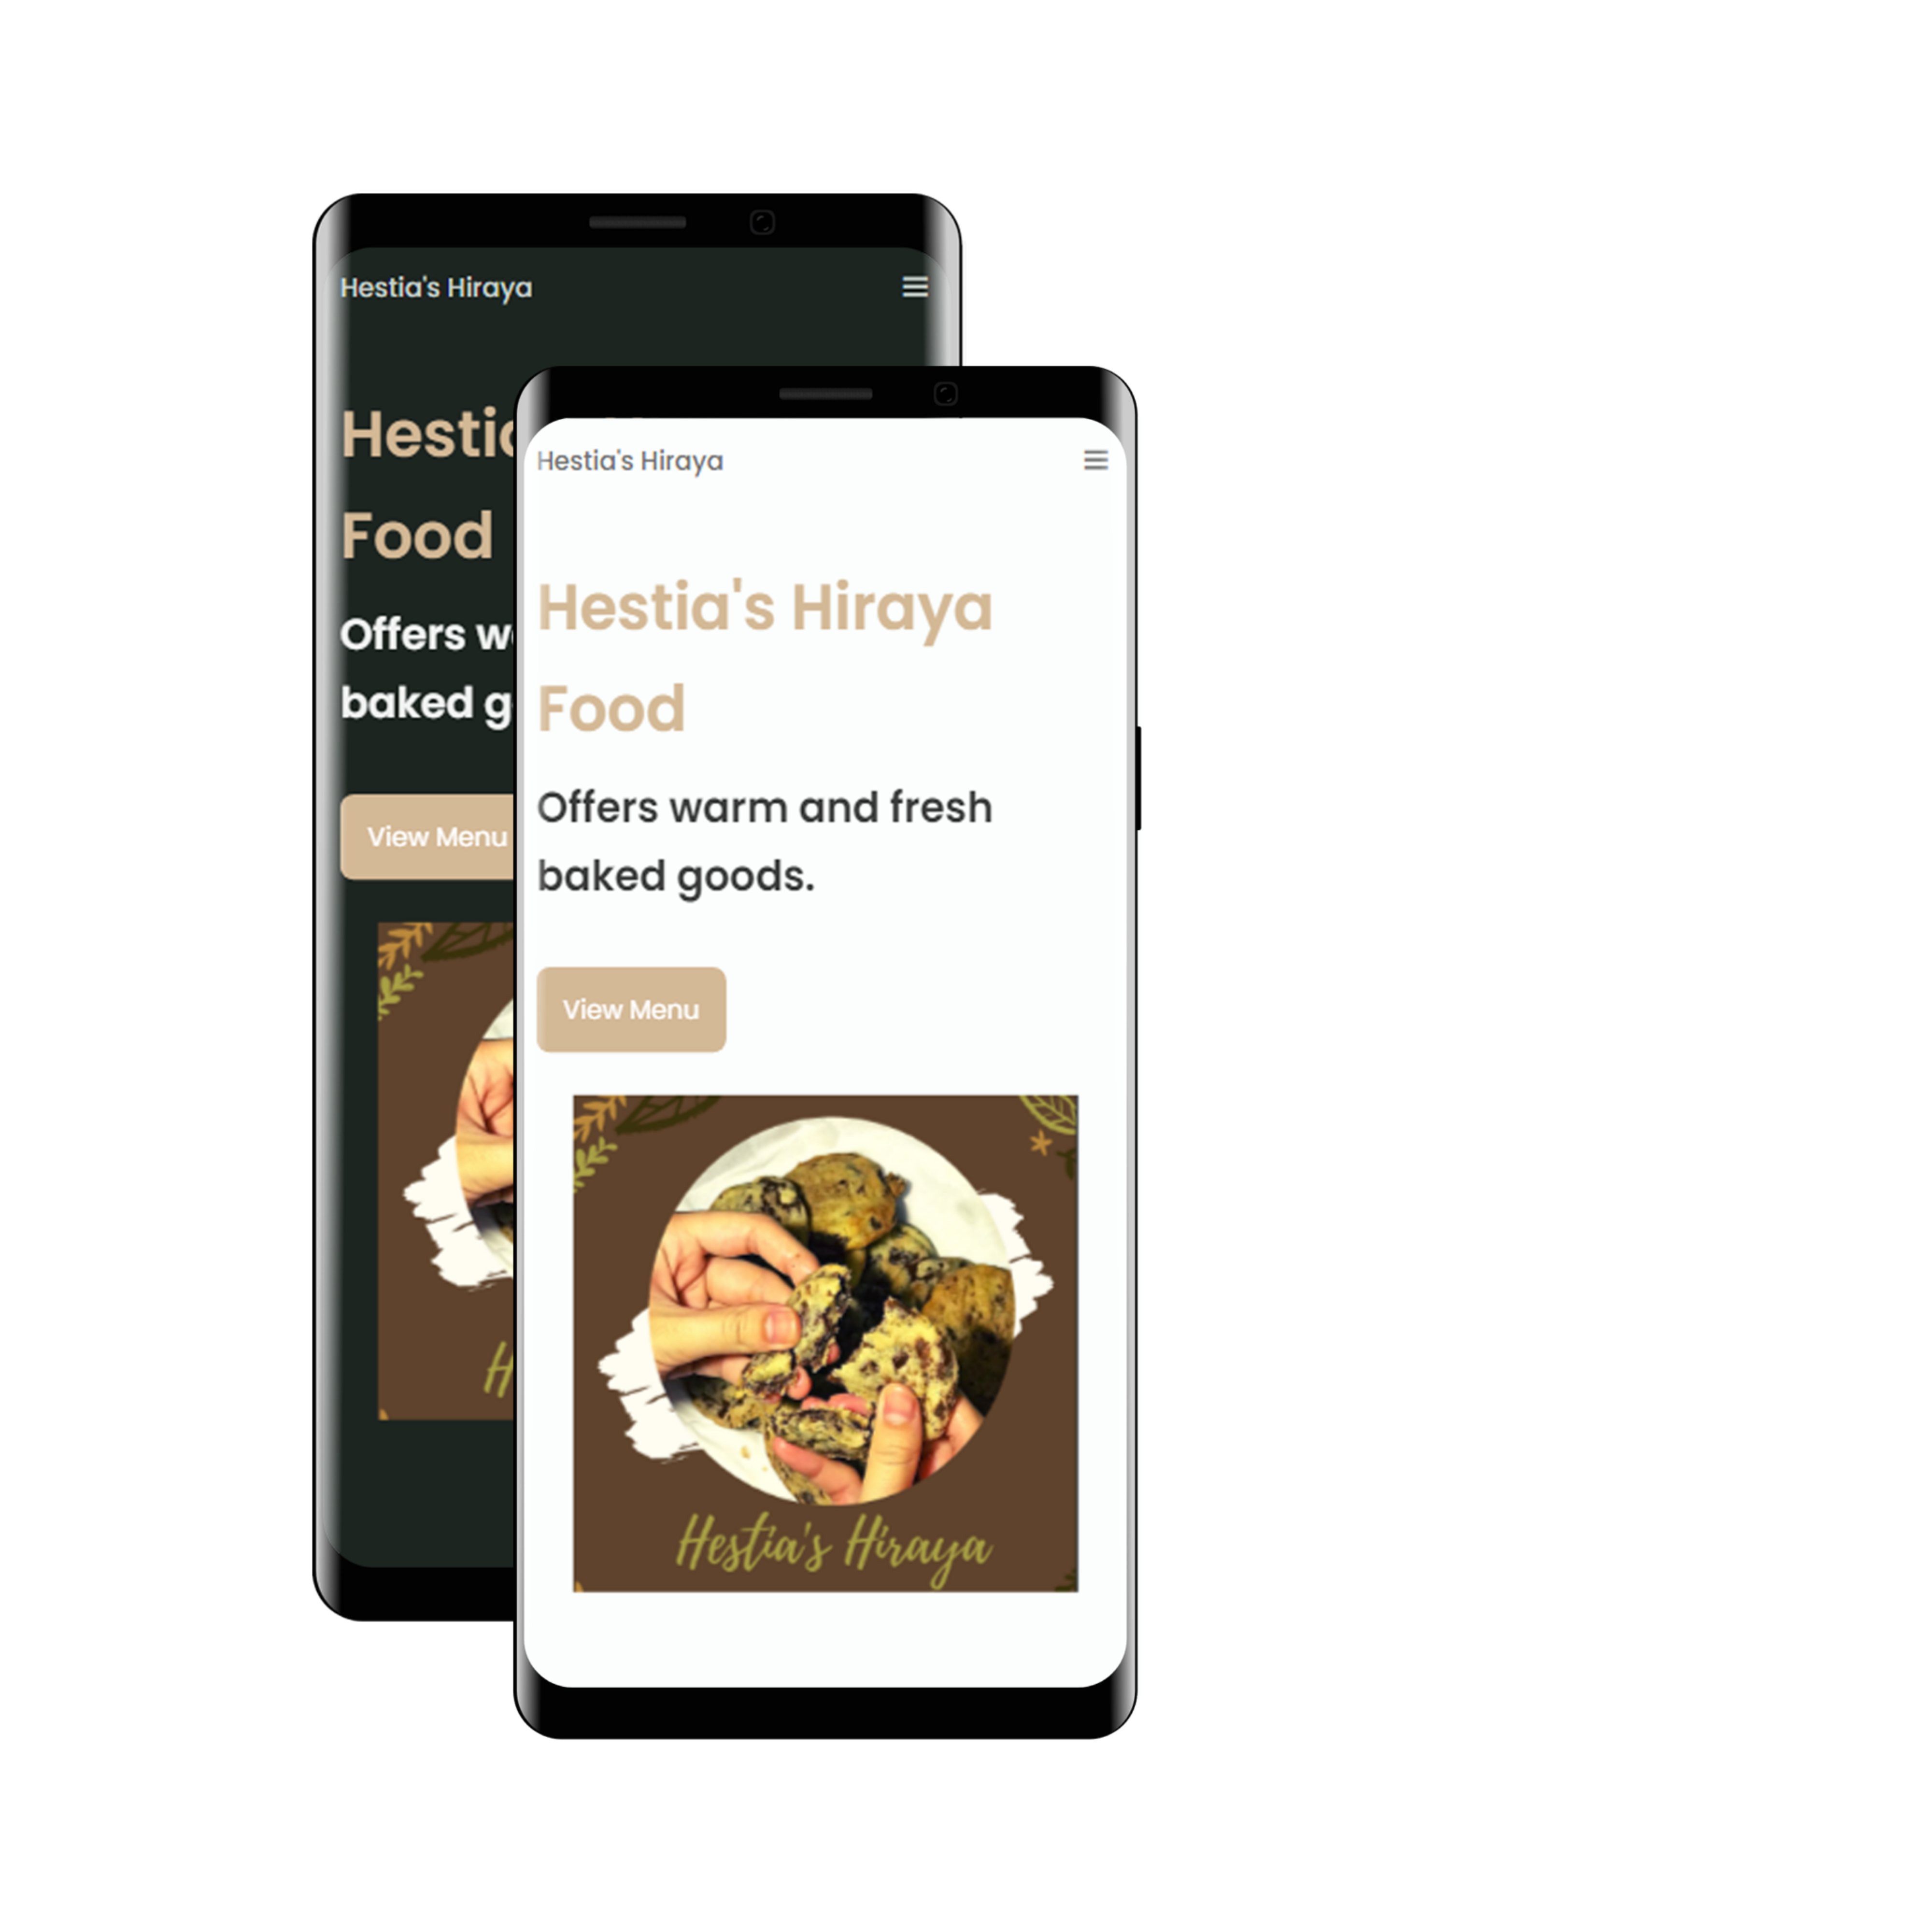 Hestia's Hiraya
Food
Offers
baked
View Menu
Hestia's Hiraya
Hestia's Hiraya
Food
Offers warm and fresh
baked goods.
View Menu
Hestia's Hiraya